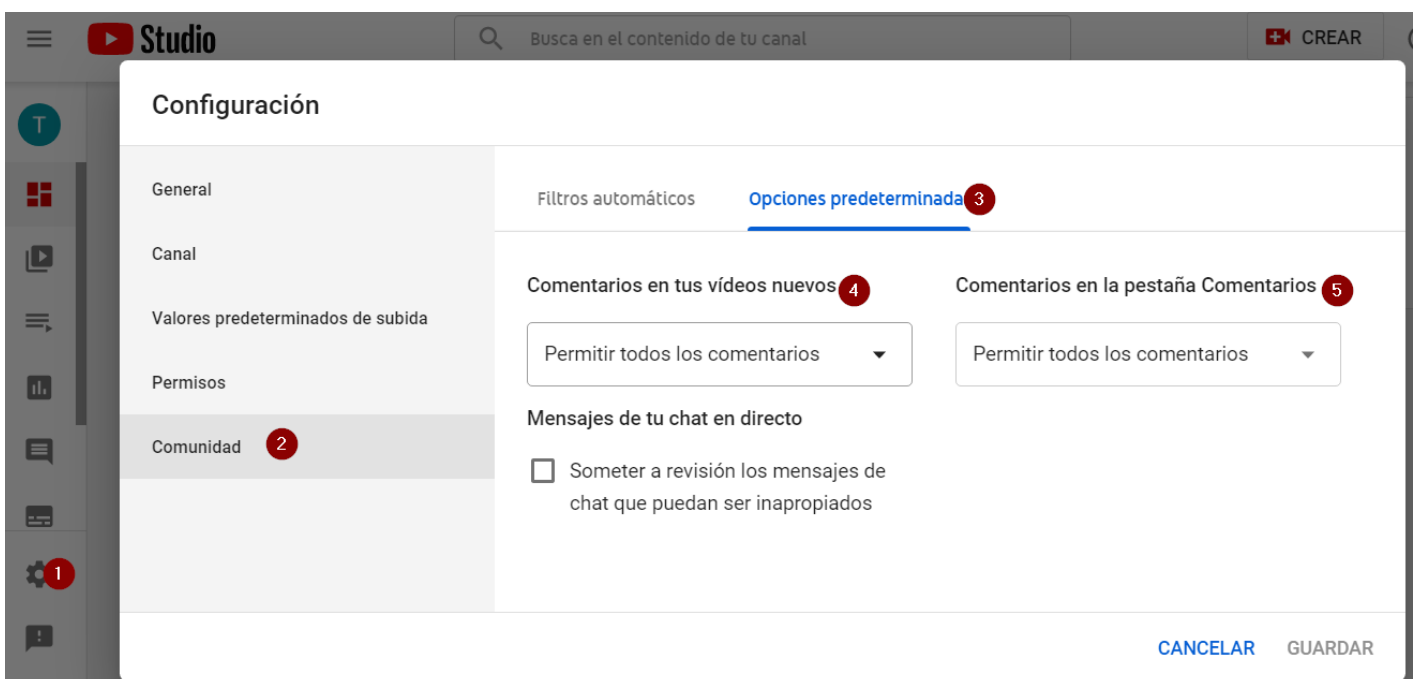 Studio
Busca en el contenido de tu canal
CREAR
Configuración
T
General
Canal
Valores predeterminados de subida
Permisos
Comunidad 2
1
Filtros automáticos
Opciones predeterminada 3
Comentarios en tus vídeos nuevos 4
Permitir todos los comentarios
Comentarios en la pestaña Comentarios 5
Permitir todos los comentarios
Mensajes de tu chat en directo
Someter a revisión los mensajes de
chat que puedan ser inapropiados
CANCELAR
GUARDAR